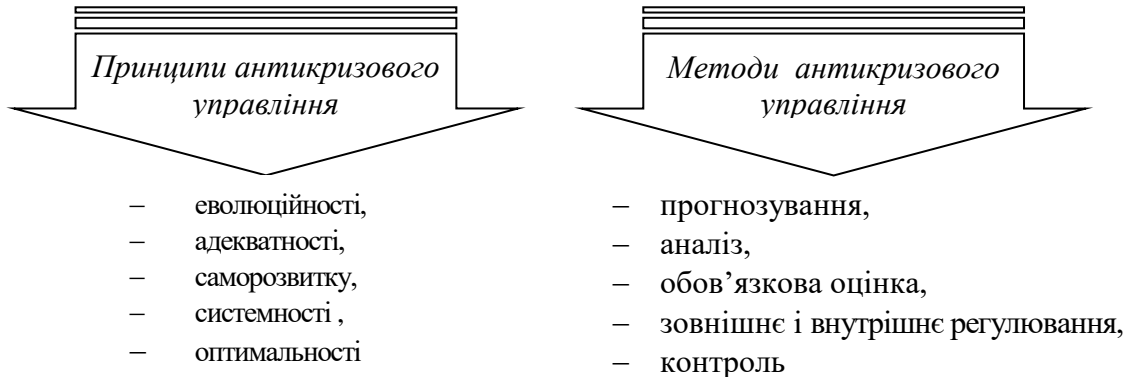 Принципи антикризового
управління
– еволюційності,
– адекватності,
– саморозвитку,
– системності ,
– оптимальності
Методи антикризового
управління
– прогнозування,
– аналіз,
– обов’язкова оцінка,
– зовнішнє і внутрішнє регулювання,
– контроль